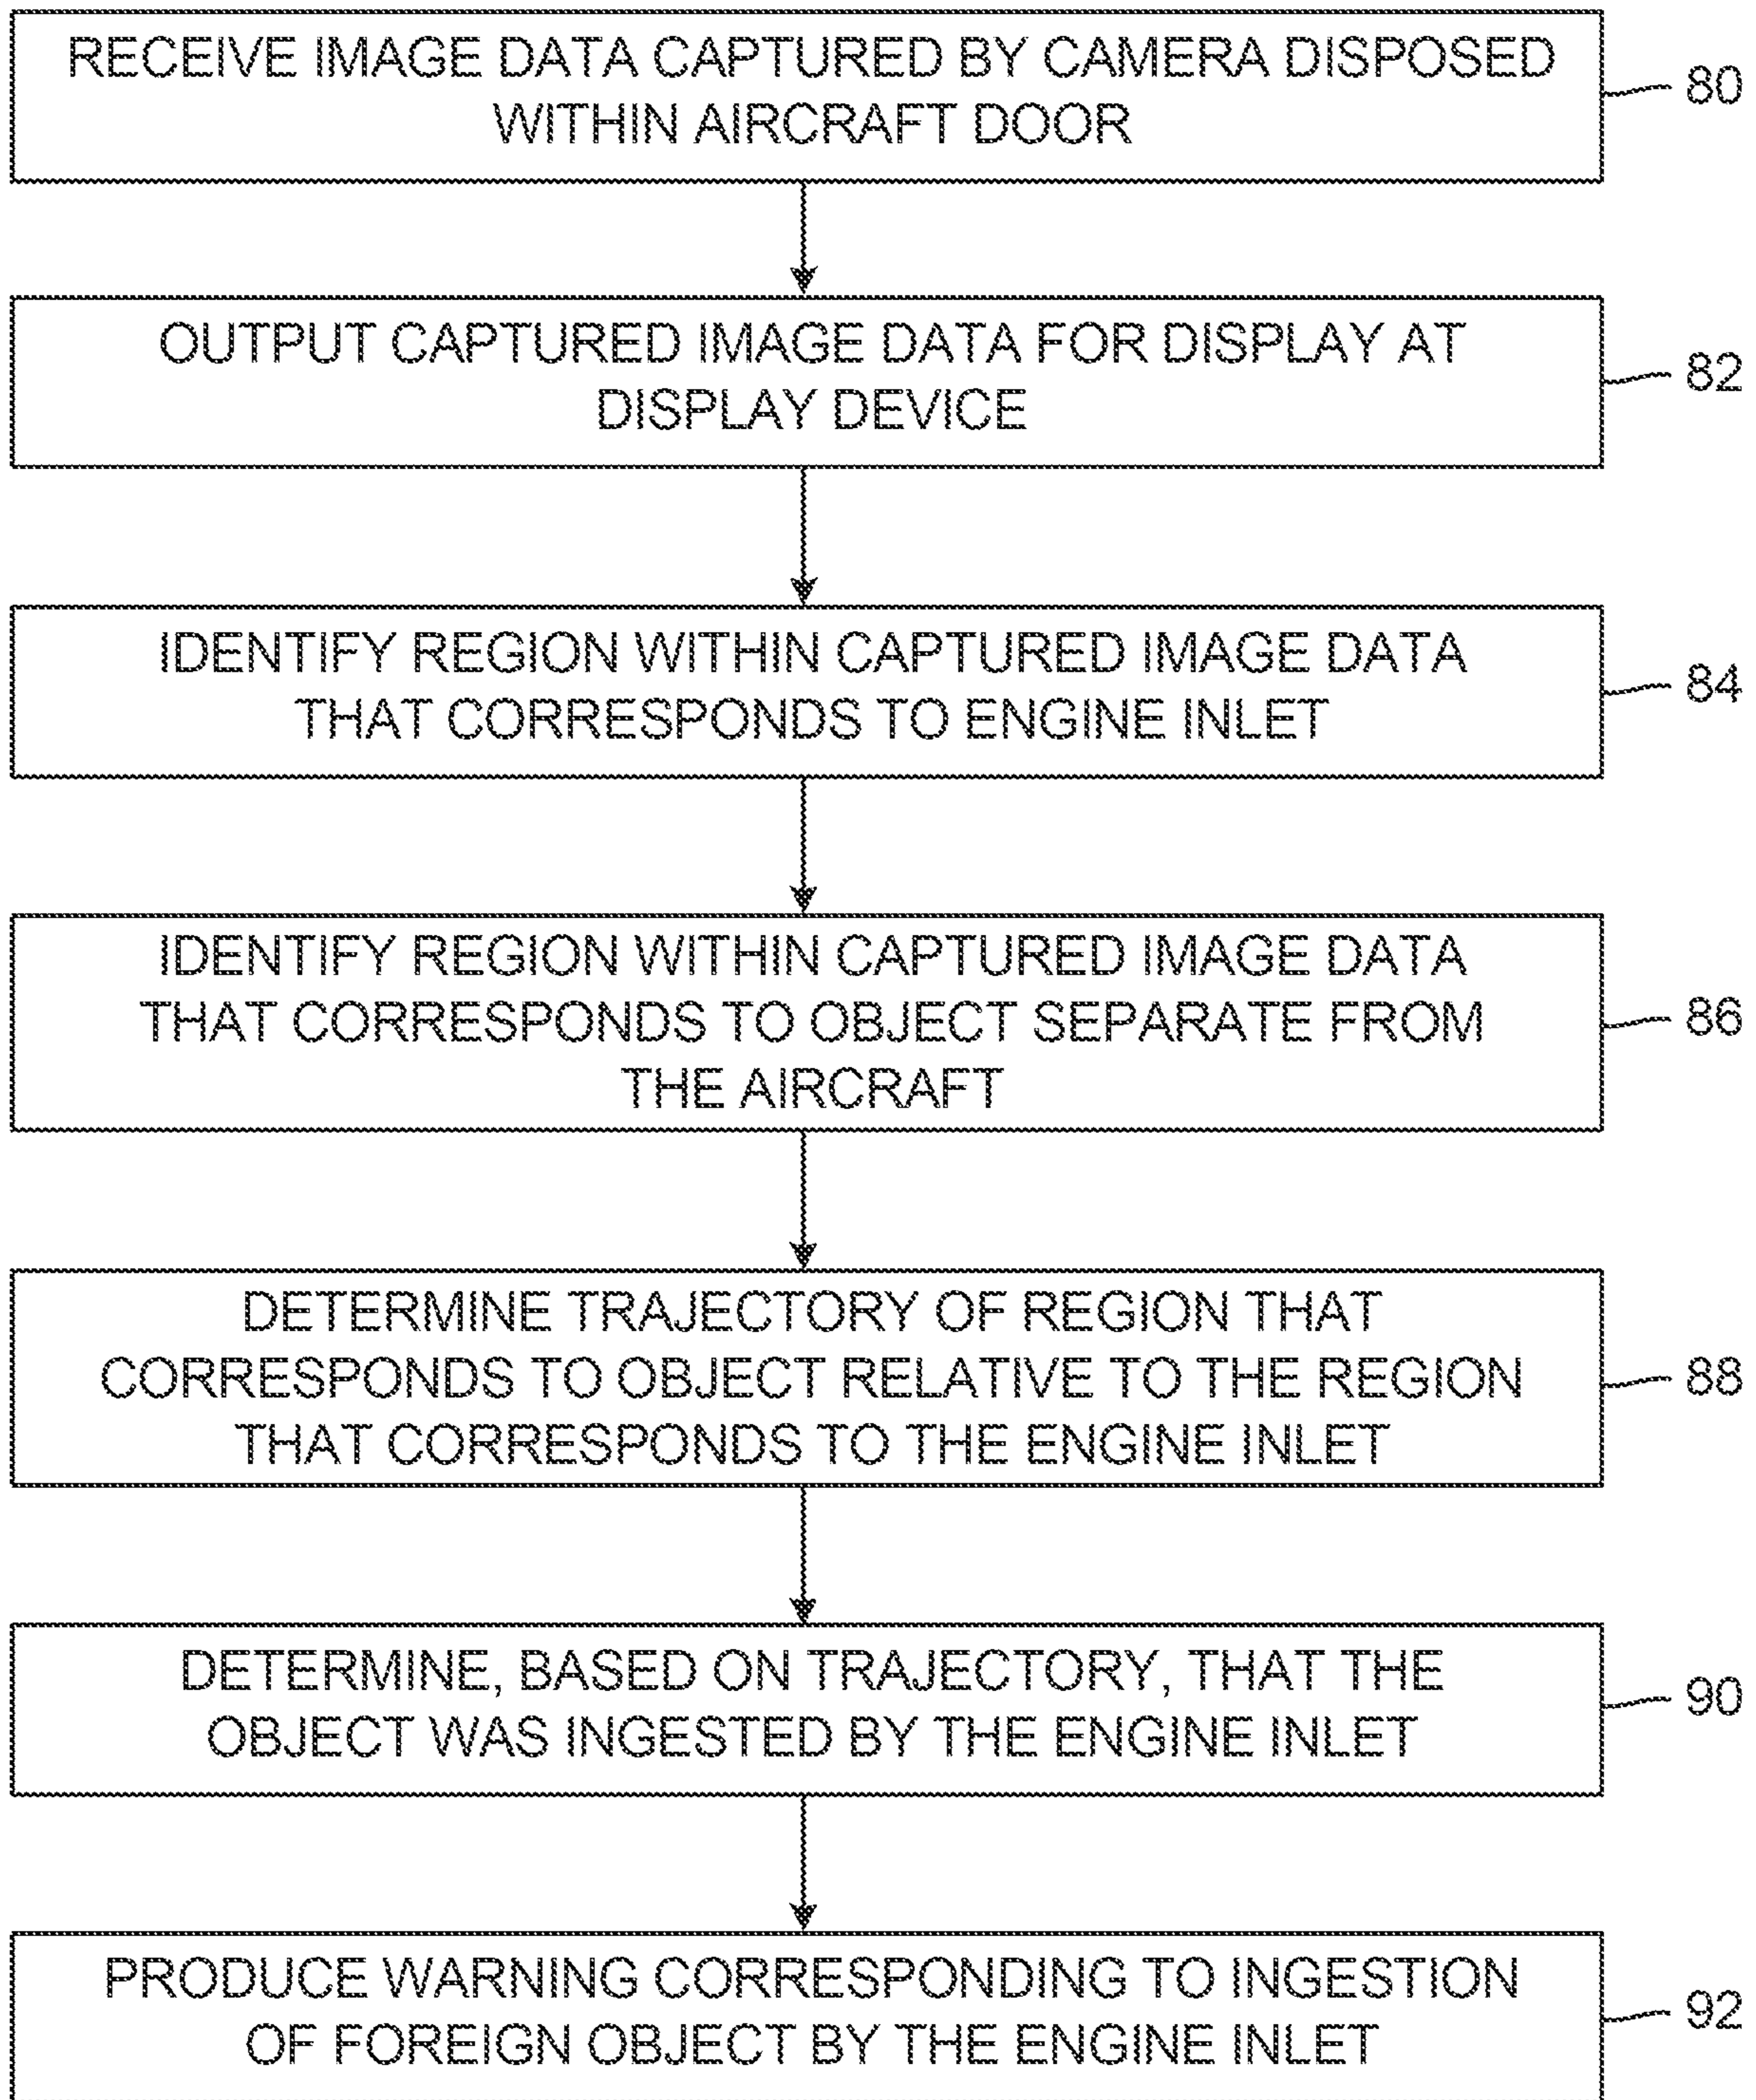 RECEIVE IMAGE DATA CAPTURED BY CAMERA DISPOSED
WITHIN AIRCRAFT DOOR
80
OUTPUT CAPTURED IMAGE DATA FOR DISPLAY AT
DISPLAY DEVICE
82
IDENTIFY REGION WITHIN CAPTURED IMAGE DATA
THAT CORRESPONDS TO ENGINE INLET
84
IDENTIFY REGION WITHIN CAPTURED IMAGE DATA
THAT CORRESPONDS TO OBJECT SEPARATE FROM
THE AIRCRAFT
86
DETERMINE TRAJECTORY OF REGION THAT
CORRESPONDS TO OBJECT RELATIVE TO THE REGION
THAT CORRESPONDS TO THE ENGINE INLET
88
DETERMINE, BASED ON TRAJECTORY, THAT THE
OBJECT WAS INGESTED BY THE ENGINE INLET
90
PRODUCE WARNING CORRESPONDING TO INGESTION
OF FOREIGN OBJECT BY THE ENGINE INLET
92